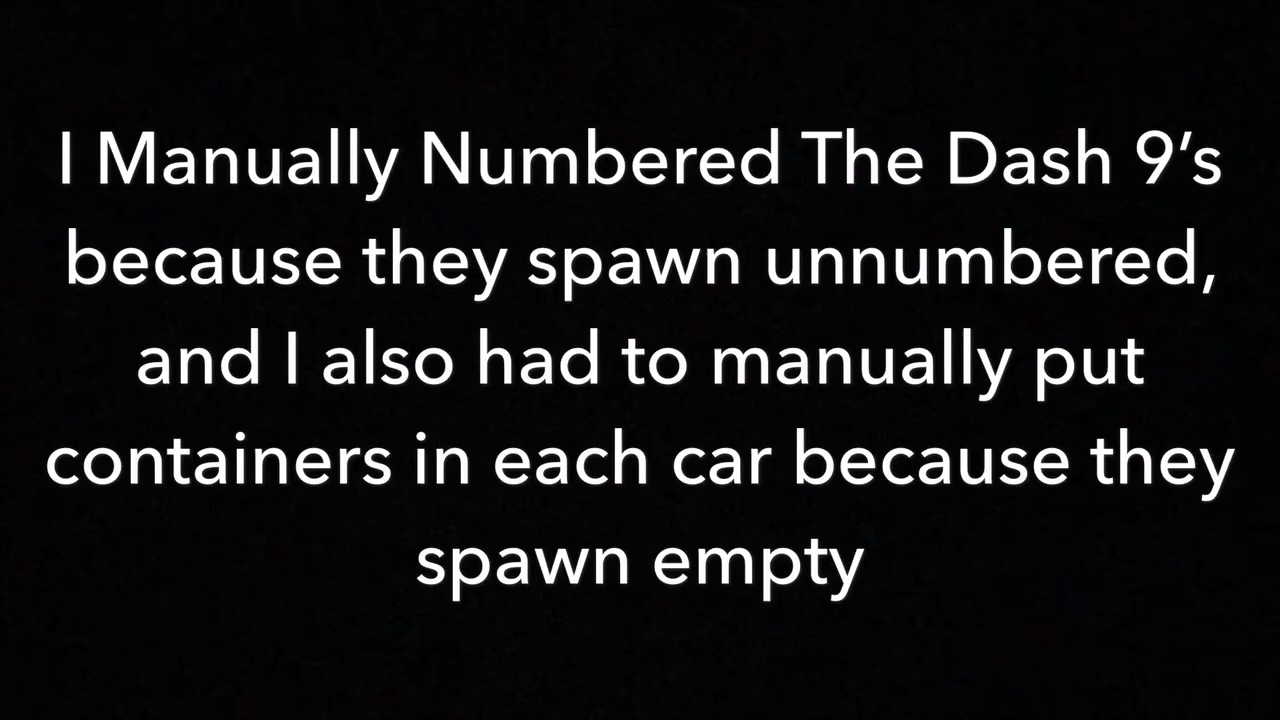 I Manually Numbered The Dash 9’s
because they spawn unnumbered,
and I also had to manually put
containers in each car because they
spawn empty